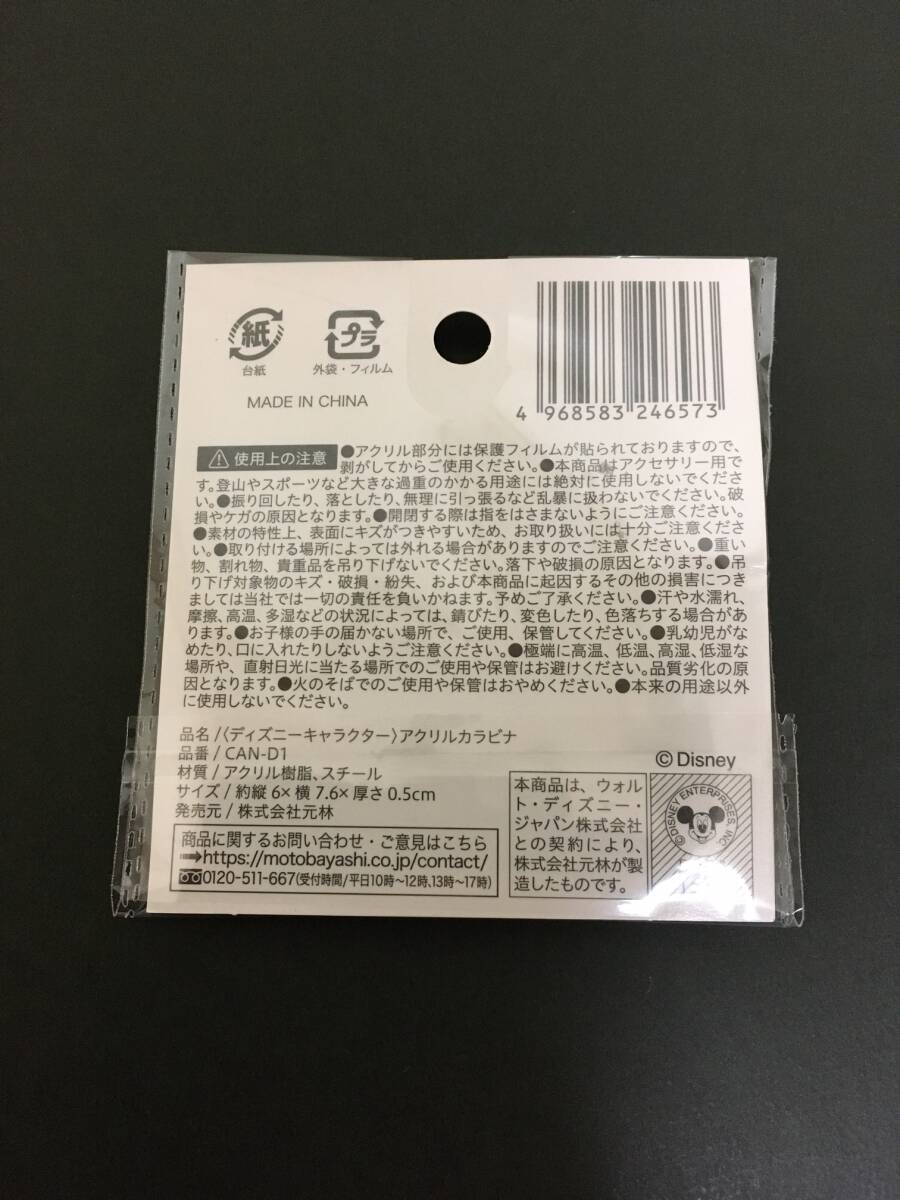 紙
プラ
台紙
外袋・フィルム
MADE IN CHINA
4 968583 246573
使用上の注意 ●アクリル部分には保護フィルムが貼られておりますので、
剥がしてからご使用ください。●本商品はアクセサリー用で
す。登山やスポーツなど大きな過重のかかる用途には絶対に使用しないでくださ
い。●振り回したり、落としたり、無理に引っ張るなど乱暴に扱わないでください。破
損やケガの原因となります。●開閉する際は指をはさまないようにご注意ください。
●素材の特性上、表面にキズがつきやすいため、お取り扱いには十分ご注意くださ
い。●取り付ける場所によっては外れる場合がありますのでご注意ください。●重い
物、割れ物、貴重品を吊り下げないでください。落下や破損の原因となります。●吊
り下げ対象物のキズ・破損・紛失、および本商品に起因するその他の損害につき
ましては当社では一切の責任を負いかねます。予めご了承ください。●汗や水濡れ、
摩擦、高温、多湿などの状況によっては、錆びたり、変色したり、色落ちする場合があ
ります。●お子様の手の届かない場所で、ご使用、保管してください。●乳幼児がな
めたり、口に入れたりしないようご注意ください。●極端に高温、低温、高湿、低湿な
場所や、直射日光に当たる場所でのご使用や保管はお避けください。品質劣化の原
因となります。●火のそばでのご使用や保管はおやめください。●本来の用途以外
に使用しないでください。
品名/〈ディズニーキャラクター〉アクリルカラビナ
品番/CAN-D1
材質/アクリル樹脂、スチール
サイズ/約縦6×横7.6×厚さ0.5cm
発売元/株式会社元林
商品に関するお問い合わせ・ご意見はこちら
➡https://motobayashi.co.jp/contact/
0120-511-667(受付時間/平日10時〜12時、13時〜17時)
©Disney
本商品は、ウォル
ト・ディズニー・
ジャパン株式会社
との契約により、
株式会社元林が製
造したものです。
©DISNEY ENTERPRISES, INC.